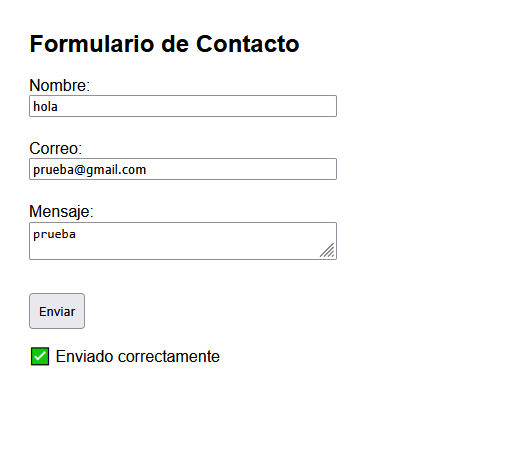 Formulario de Contacto
Nombre:
hola
Correo:
prueba@gmail.com
Mensaje:
prueba
Enviar
✅ Enviado correctamente